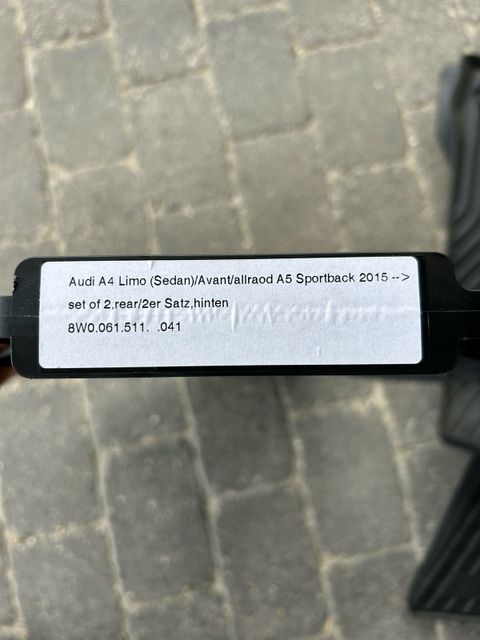 Audi A4 Limo (Sedan)/Avant/allraod A5 Sportback 2015 -->
set of 2,rear/2er Satz,hinten
8W0.061.511. .041